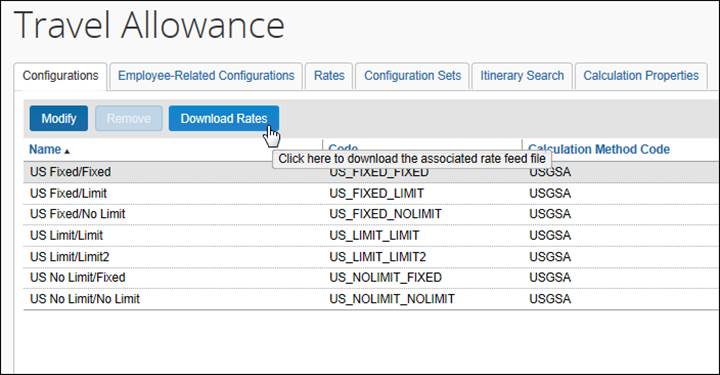 Travel Allowance
Configurations Employee-Related Configurations Rates Configuration Sets Itinerary Search Calculation Properties
Modify Remove Download Rates
Name Code Calculation Method Code
Click here to download the associated rate feed file
US Fixed/Fixed US_FIXED_FIXED USGSA
US Fixed/Limit US_FIXED_LIMIT USGSA
US Fixed/No Limit US_FIXED_NOLIMIT USGSA
US Limit/Limit US_LIMIT_LIMIT USGSA
US Limit/Limit2 US_LIMIT_LIMIT2 USGSA
US No Limit/Fixed US_NOLIMIT_FIXED USGSA
US No Limit/No Limit US_NOLIMIT_NOLIMIT USGSA